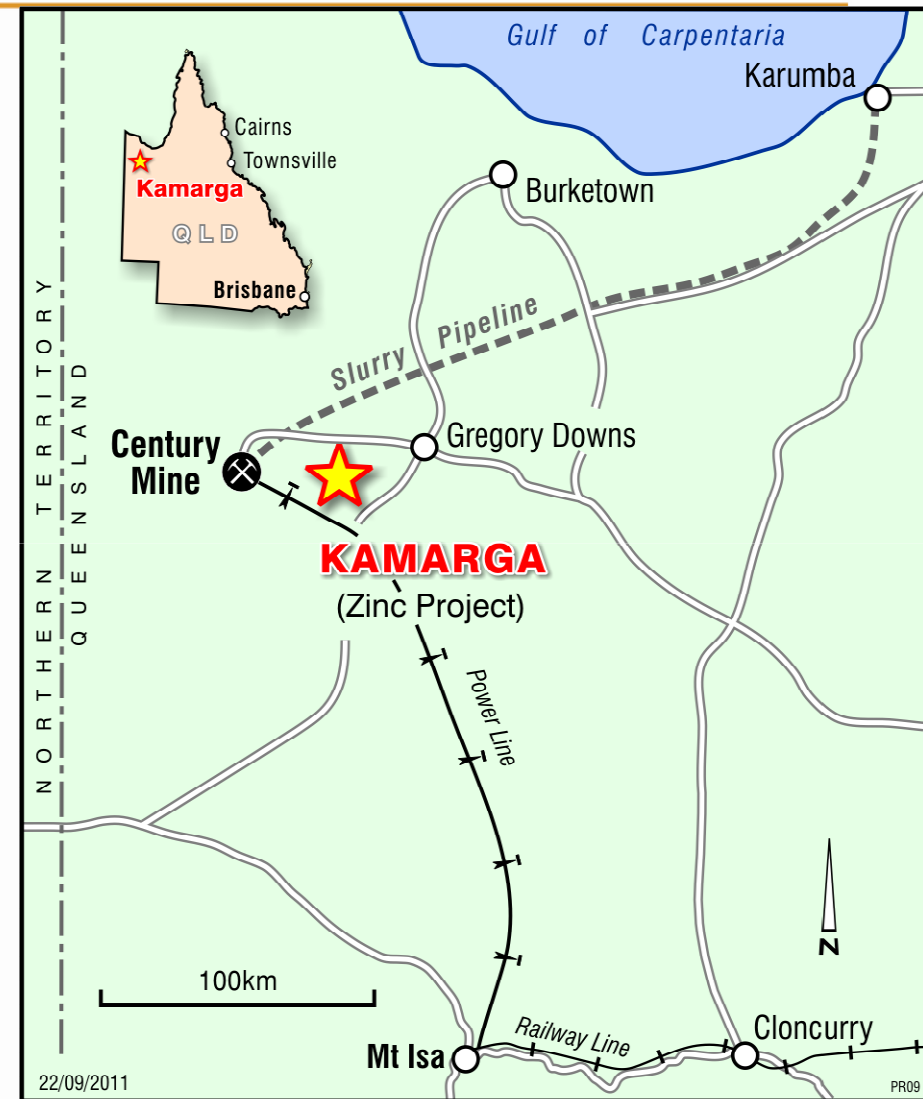 Gulf of Carpentaria
Karumba
Cairns
Townsville
Kamarga
QLD
Brisbane
Burketown
Slurry Pipeline
NORTHERN TERRITORY
QUEENSLAND
Century
Mine
Gregory Downs
KAMARGA
(Zinc Project)
Power Line
100km
N
Railway Line
Cloncurry
Mt Isa
22/09/2011
PR09